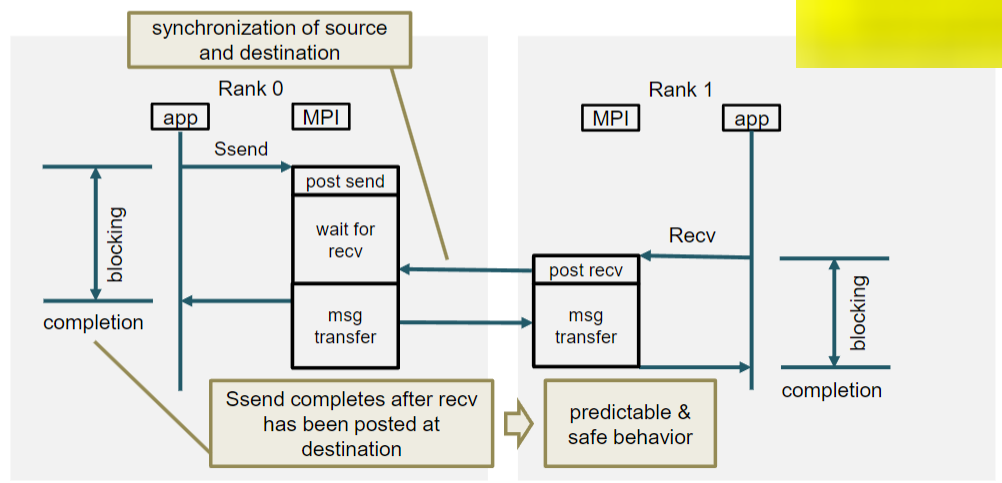 synchronization of source
and destination
Rank 0
app
MPI
Ssend
post send
wait for
recv
msg
transfer
blocking
completion
Ssend completes after recv
has been posted at
destination
Rank 1
MPI
app
Recv
post recv
msg
transfer
blocking
completion
predictable &
safe behavior